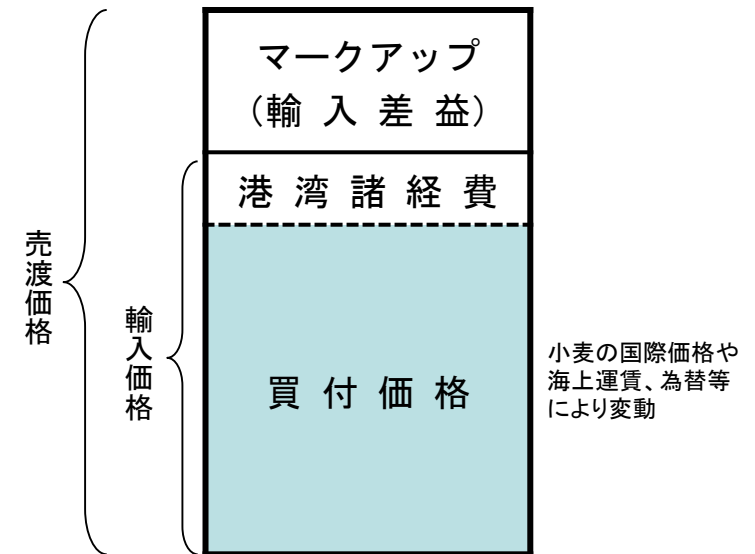 マークアップ
（輸 入 差 益）
港 湾 諸 経 費
売渡価格
輸入価格
買 付 価 格
小麦の国際価格や
海上運賃、為替等
により変動